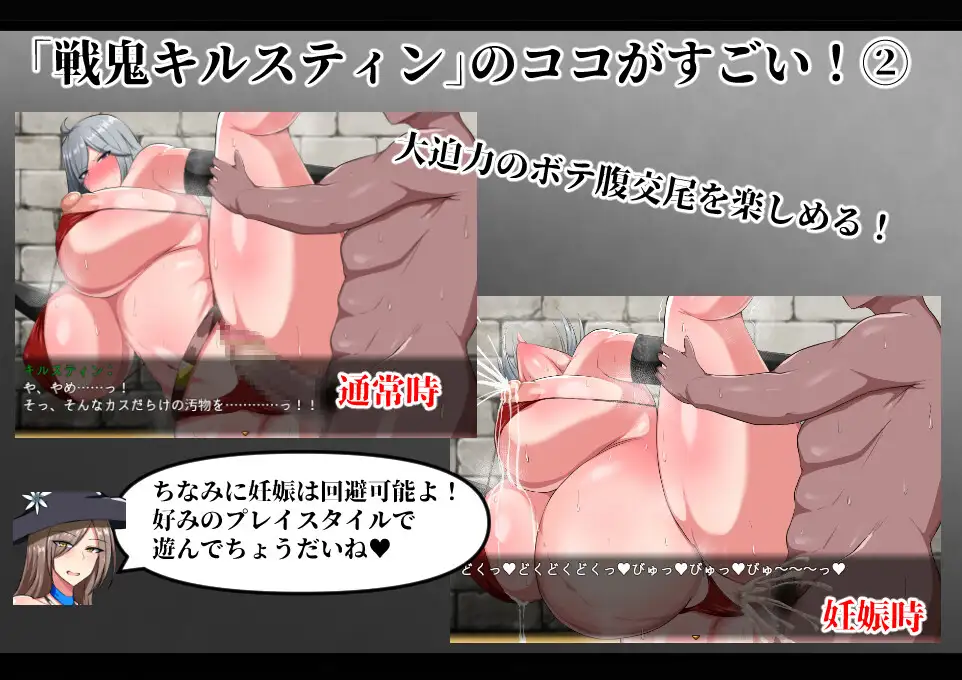 「戦鬼キルスティン」のココがすごい！②
大迫力のボテ腹交尾を楽しめる！
キルスティン：
や、やめ……っ！
そっ、そんなカスだらけの汚物を…………っ！！
通常時
ちなみに妊娠は回避可能よ！
好みのプレイスタイルで
遊んでちょうだいね♥
どくっ♥どくどくどくっ♥びゅっ♥びゅっ♥びゅ～～～っ♥
妊娠時